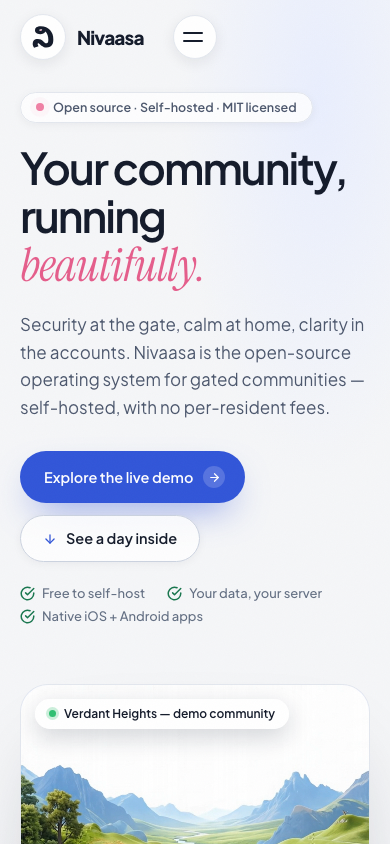 Nivaasa
Open source · Self-hosted · MIT licensed
Your community,
running
beautifully.
Security at the gate, calm at home, clarity in
the accounts. Nivaasa is the open-source
operating system for gated communities —
self-hosted, with no per-resident fees.
Explore the live demo
See a day inside
Free to self-host
Your data, your server
Native iOS + Android apps
Verdant Heights — demo community